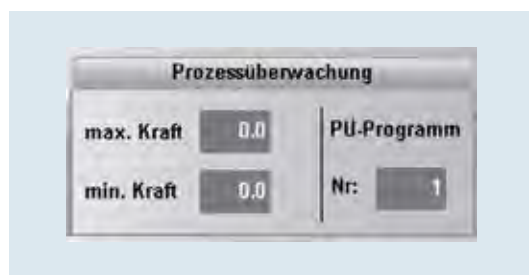 Prozessüberwachung
max. Kraft 0.0 PU-Programm
min. Kraft 0.0 Nr: 1